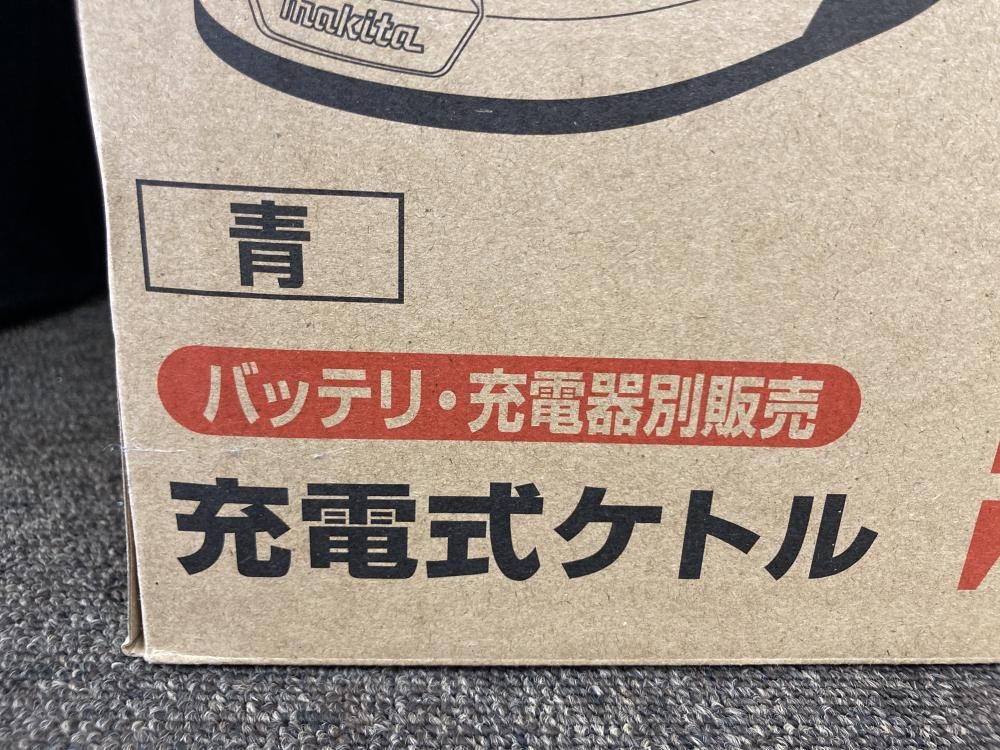 makita
青
バッテリ・充電器別販売
充電式ケトル